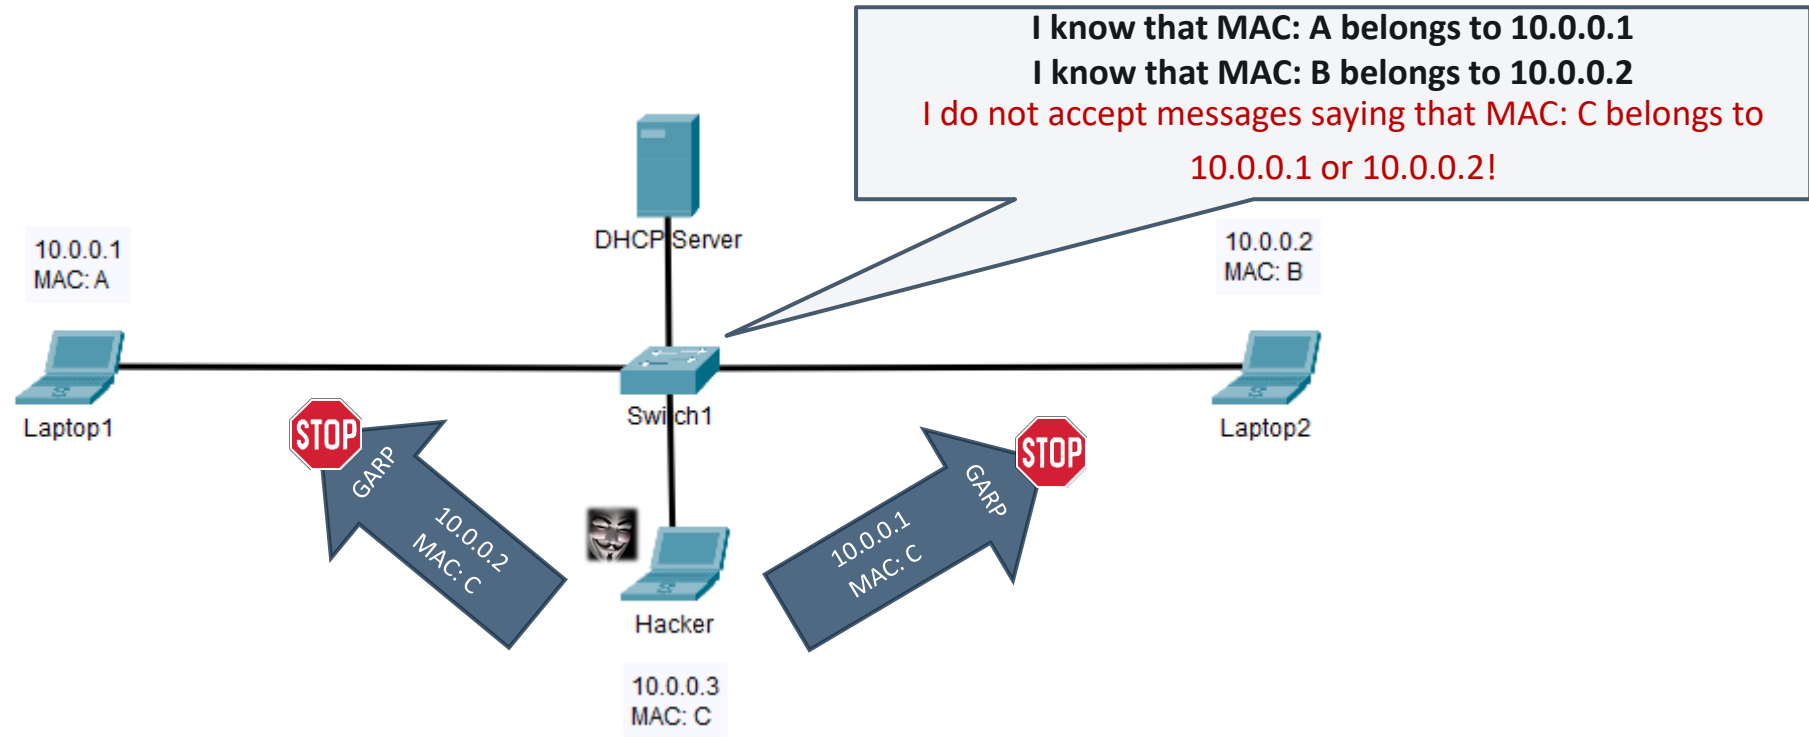 I know that MAC: A belongs to 10.0.0.1
I know that MAC: B belongs to 10.0.0.2
I do not accept messages saying that MAC: C belongs to
10.0.0.1 or 10.0.0.2!
DHCP Server
10.0.0.1
MAC: A
10.0.0.2
MAC: B
Laptop1
Switch1
Laptop2
STOP
GARP
10.0.0.2
MAC: C
STOP
GARP
10.0.0.1
MAC: C
Hacker
10.0.0.3
MAC: C